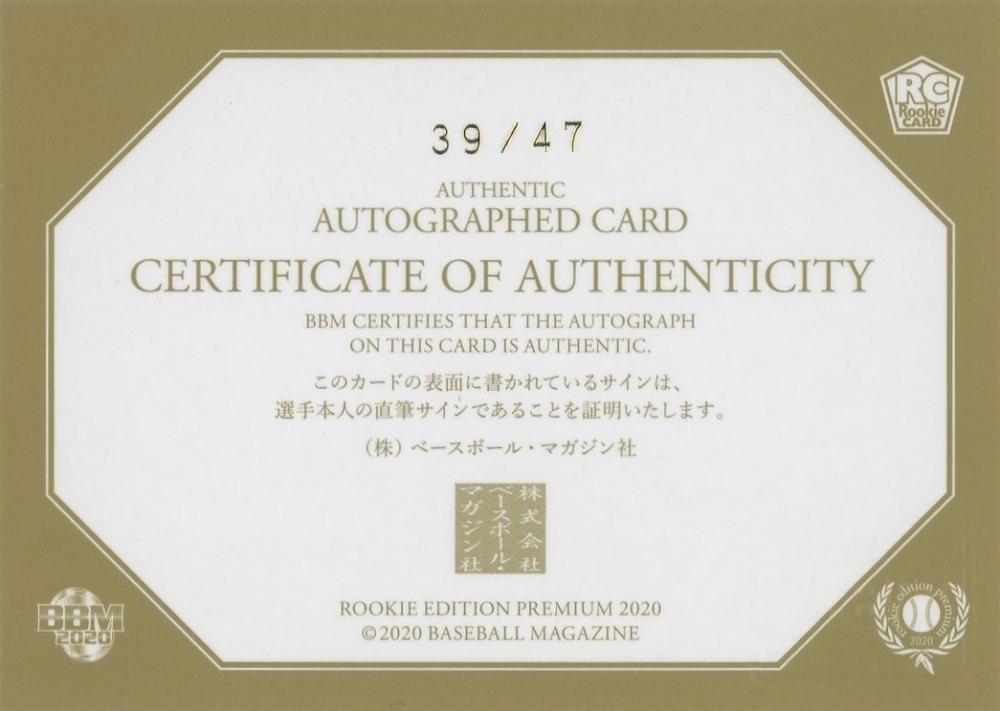 39/47
RC
Rookie
CARD
AUTHENTIC
AUTOGRAPHED CARD
CERTIFICATE OF AUTHENTICITY
BBM CERTIFIES THAT THE AUTOGRAPH
ON THIS CARD IS AUTHENTIC.
このカードの表面に書かれているサインは、
選手本人の直筆サインであることを証明いたします。
（株）ベースボール・マガジン社
株式会社
ベースボール・
マガジン社
ROOKIE EDITION PREMIUM 2020
©2020 BASEBALL MAGAZINE
BBM
2020
rookie edition premium
2020